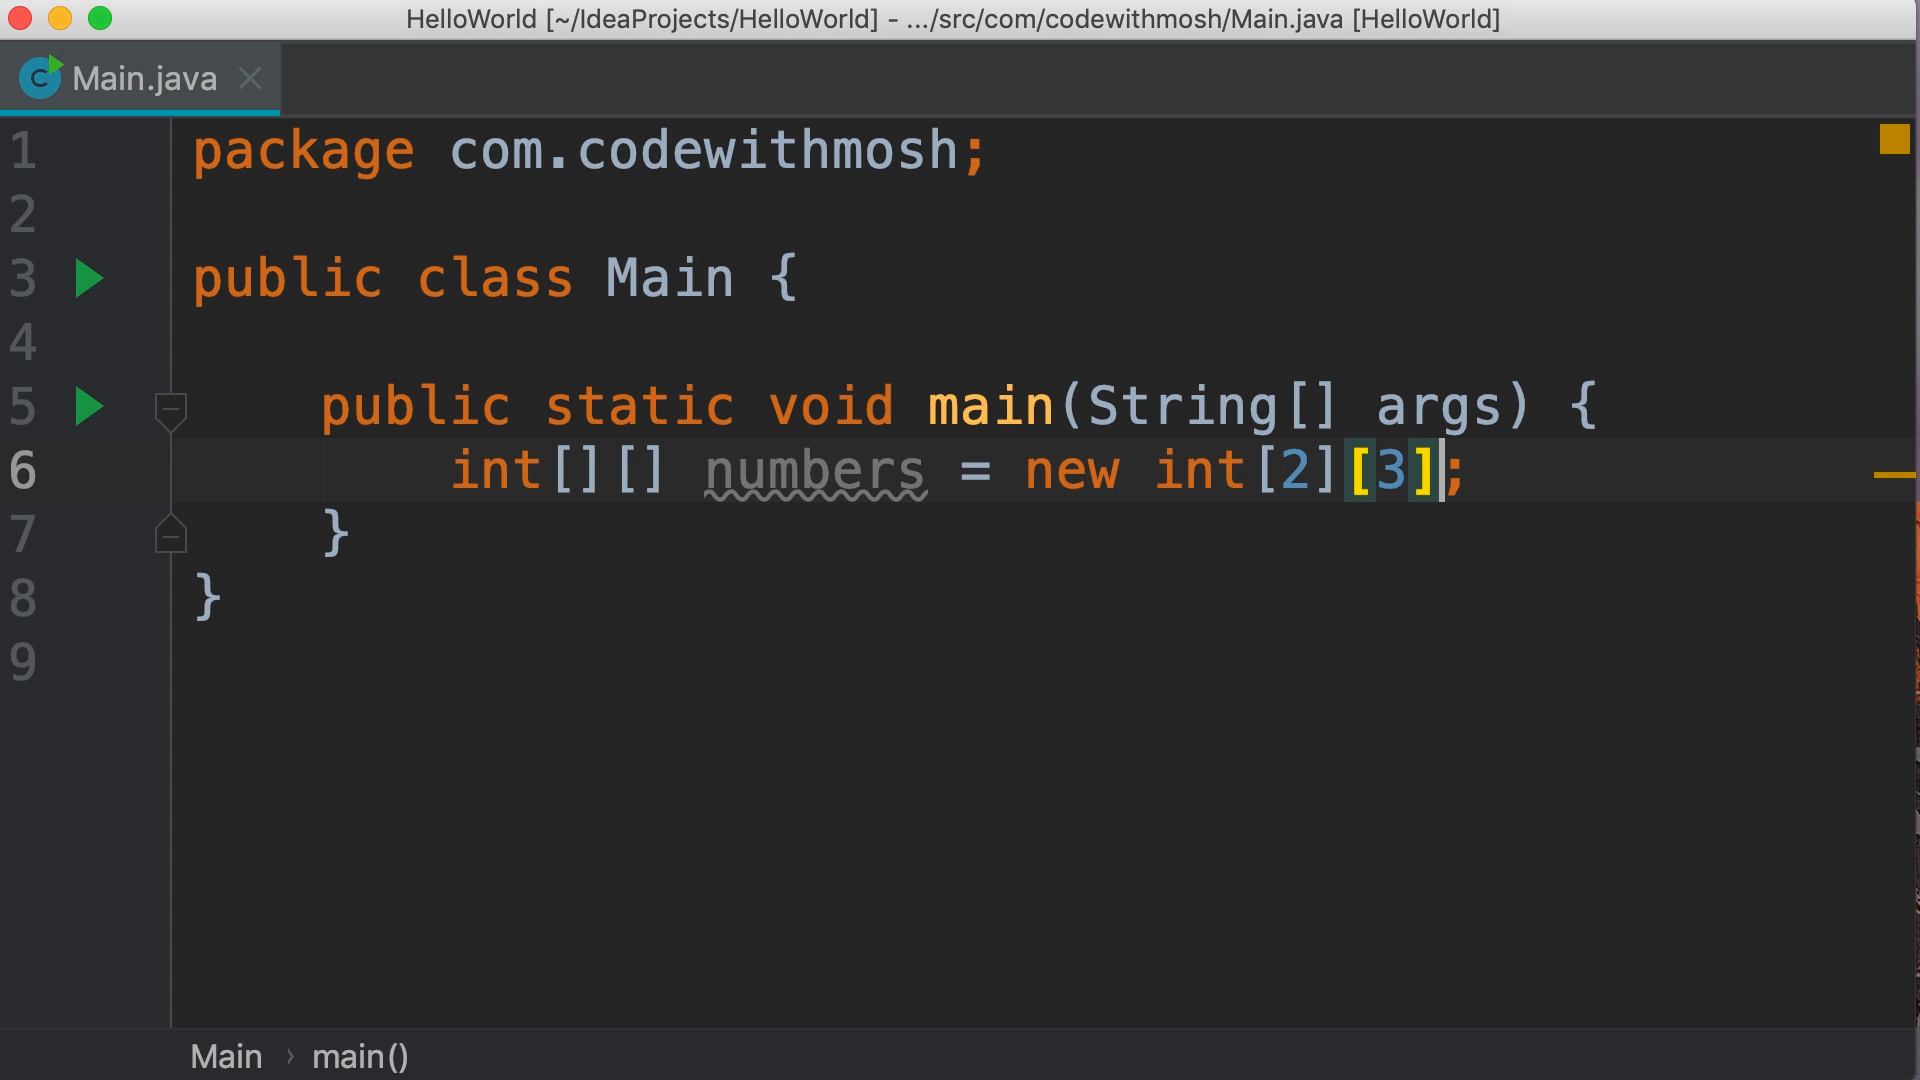 HelloWorld [~/IdeaProjects/HelloWorld] - .../src/com/codewithmosh/Main.java [HelloWorld]
C Main.java
1 package com.codewithmosh;
2
3 public class Main {
4
5 public static void main(String[] args) {
6 int[][] numbers = new int[2][3];
7 }
8 }
9
Main › main()